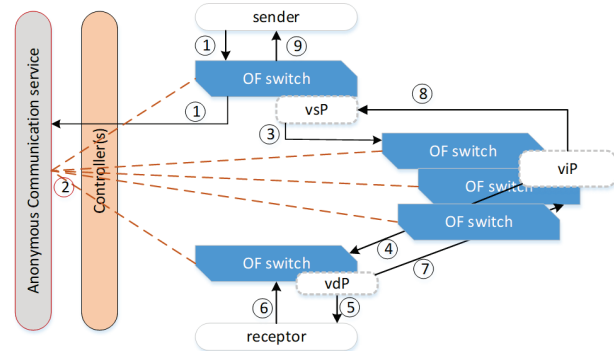 sender
1
9
OF switch
1
vsP
8
3
OF switch
viP
2
OF switch
OF switch
4
OF switch
7
vdP
6
5
receptor
Anonymous Communication service
Controller(s)